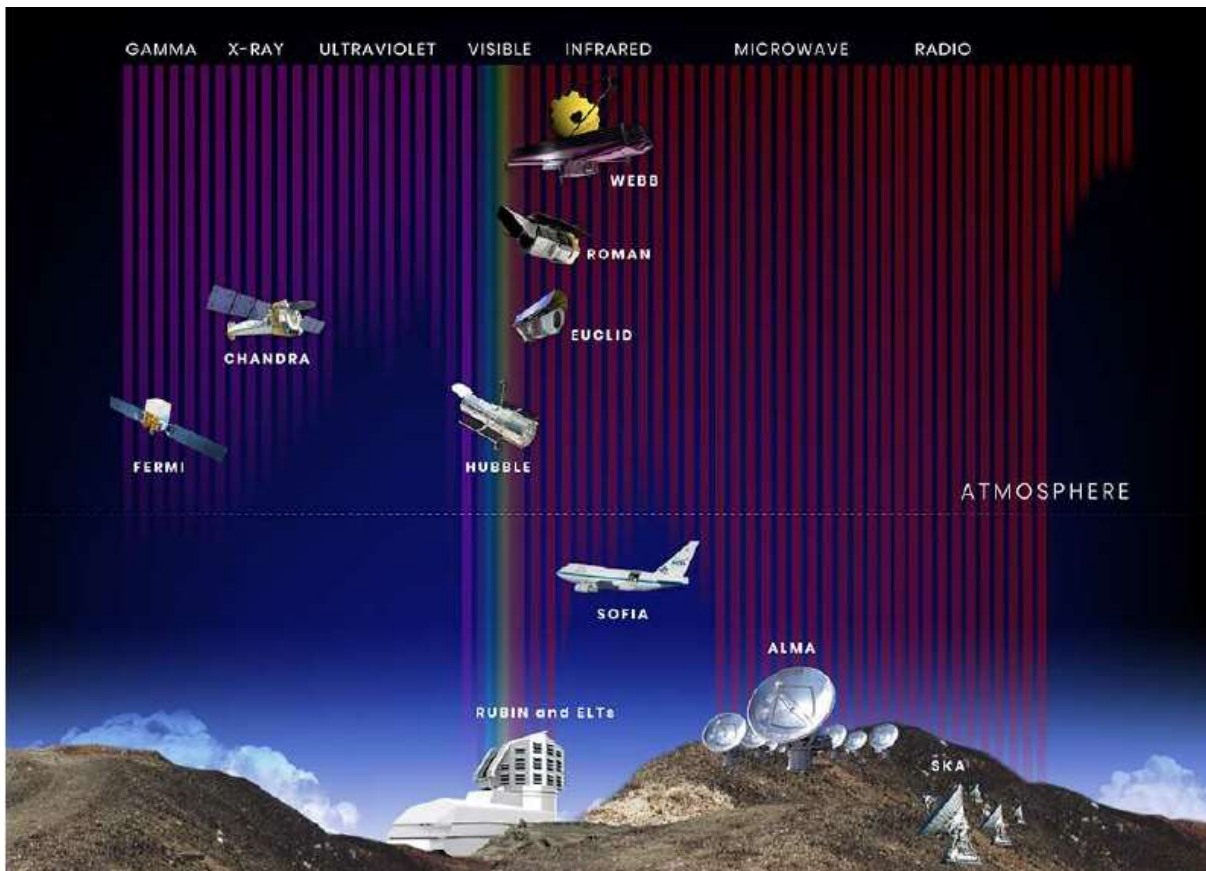 GAMMA X-RAY ULTRAVIOLET VISIBLE INFRARED MICROWAVE RADIO
WEBB
ROMAN
EUCLID
CHANDRA
FERMI
HUBBLE
ATMOSPHERE
SOFIA
ALMA
RUBIN and ELTs
SKA